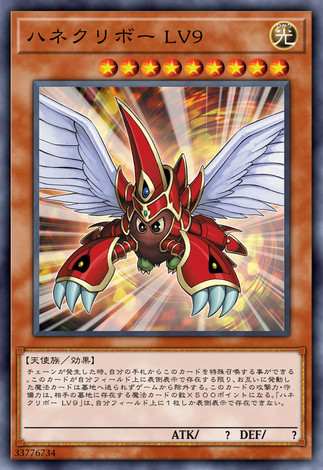 ハネクリボー LV9
光
【天使族／効果】
チェーンが発生した時、自分の手札からこのカードを特殊召喚する事ができる
。このカードが自分フィールド上に表側表示で存在する限り、お互いに発動し
た魔法カードは墓地へ送られずゲームから除外する。このカードの攻撃力・守
備力は、相手の墓地に存在する魔法カードの数×５００ポイントになる。「ハネ
クリボー ＬＶ９」は、自分フィールド上に１枚しか表側表示で存在できない。
ATK/ ? DEF/ ?
33776734